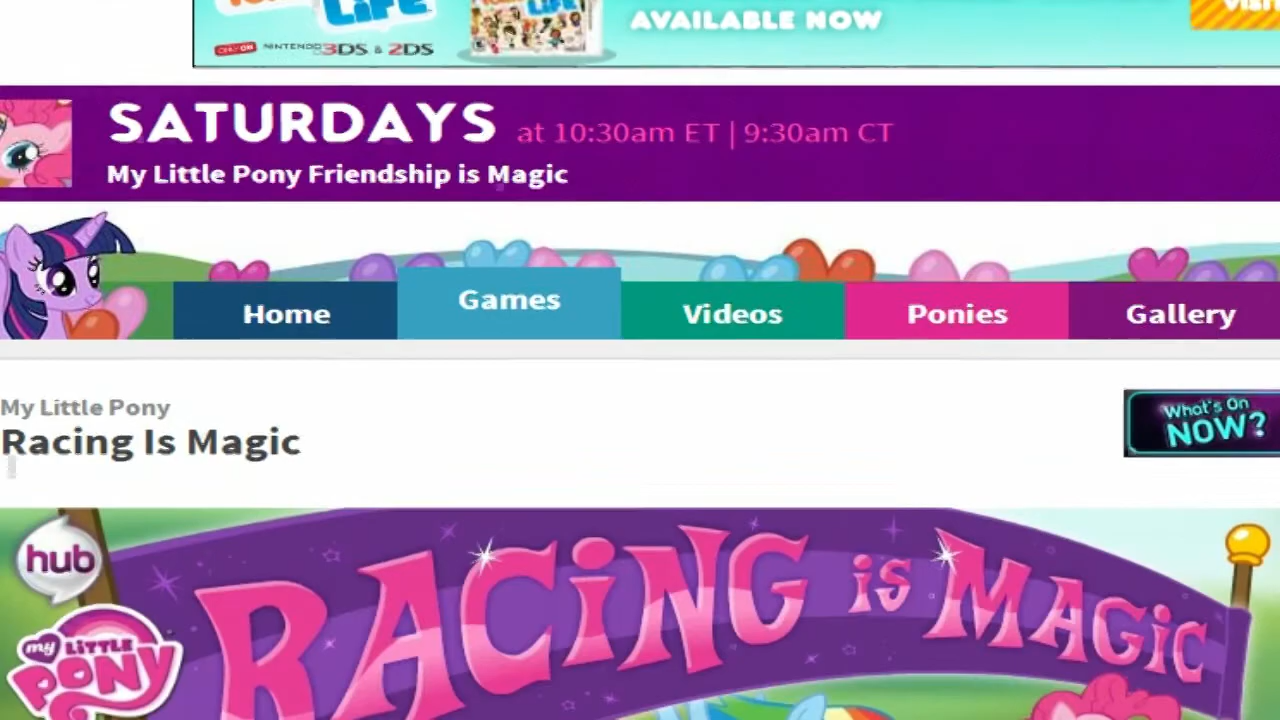 LiFE
AVAILABLE NOW
ONLY ON NINTENDO 3DS & 2DS
SATURDAYS at 10:30am ET | 9:30am CT
My Little Pony Friendship is Magic
Home Games Videos Ponies Gallery
My Little Pony
Racing Is Magic
What's On
NOW?
hub
RACiNG iS MAGiC
my LiTTLE
PONY